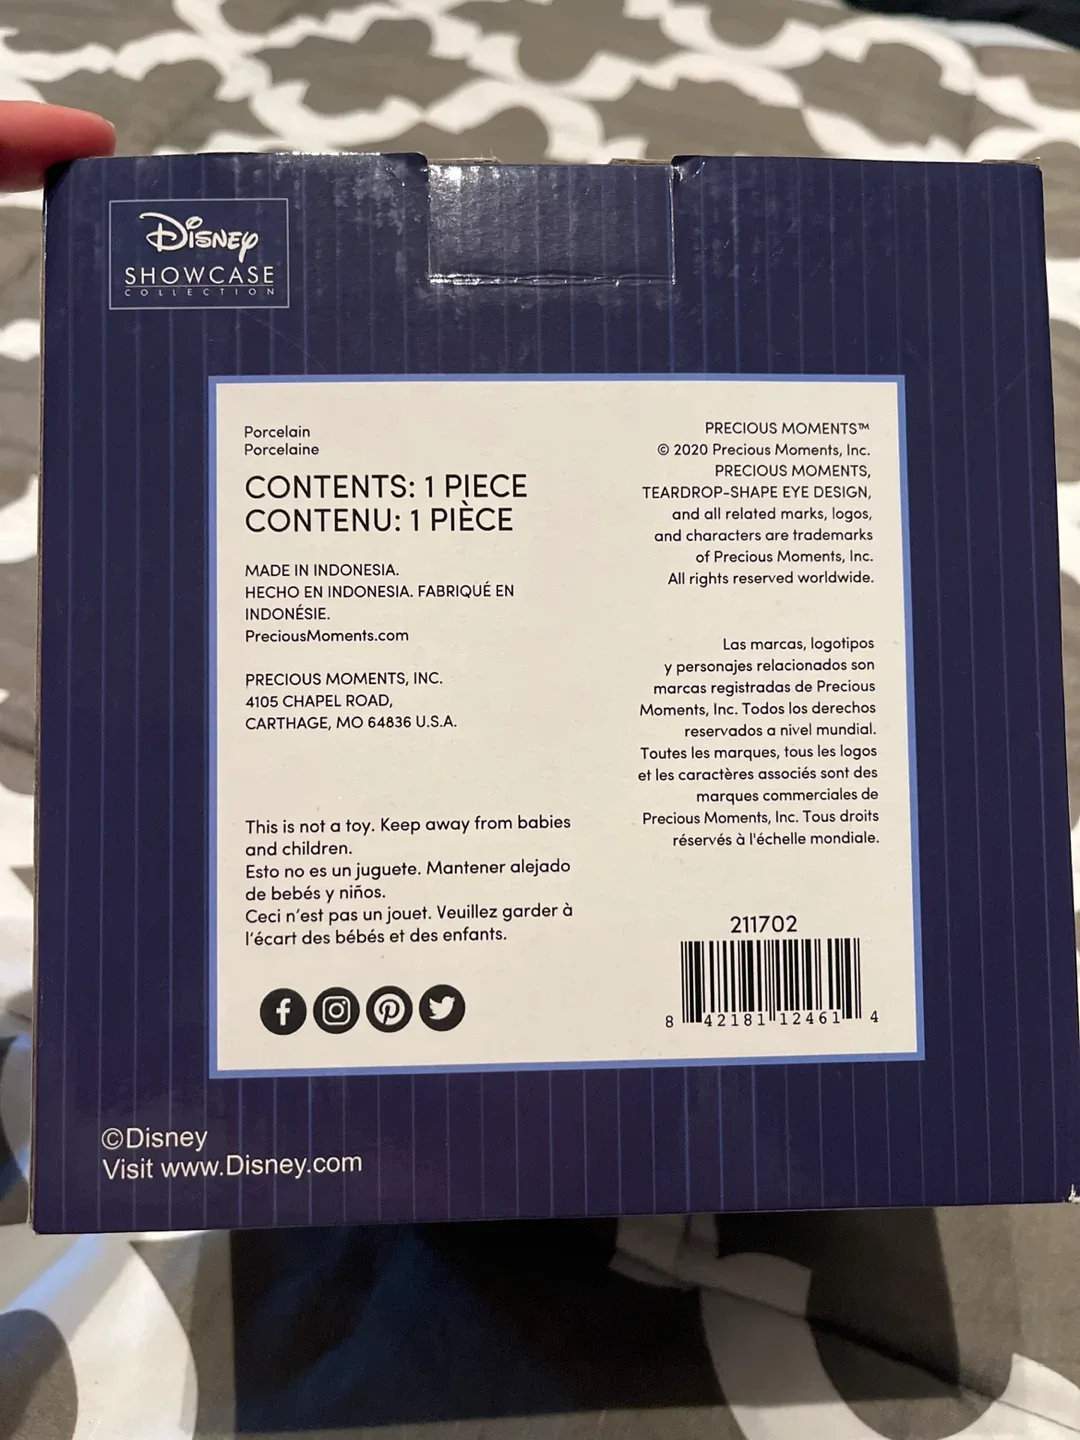 Disney
SHOWCASE
COLLECTION
Porcelain
Porcelaine
CONTENTS: 1 PIECE
CONTENU: 1 PIÈCE
MADE IN INDONESIA.
HECHO EN INDONESIA. FABRIQUÉ EN
INDONÉSIE.
PreciousMoments.com
PRECIOUS MOMENTS, INC.
4105 CHAPEL ROAD,
CARTHAGE, MO 64836 U.S.A.
This is not a toy. Keep away from babies
and children.
Esto no es un juguete. Mantener alejado
de bebés y niños.
Ceci n'est pas un jouet. Veuillez garder à
l'écart des bébés et des enfants.
PRECIOUS MOMENTS™
© 2020 Precious Moments, Inc.
PRECIOUS MOMENTS,
TEARDROP-SHAPE EYE DESIGN,
and all related marks, logos,
and characters are trademarks
of Precious Moments, Inc.
All rights reserved worldwide.
Las marcas, logotipos
y personajes relacionados son
marcas registradas de Precious
Moments, Inc. Todos los derechos
reservados a nivel mundial.
Toutes les marques, tous les logos
et les caractères associés sont des
marques commerciales de
Precious Moments, Inc. Tous droits
réservés à l'échelle mondiale.
211702
8 42181 12461 4
©Disney
Visit www.Disney.com